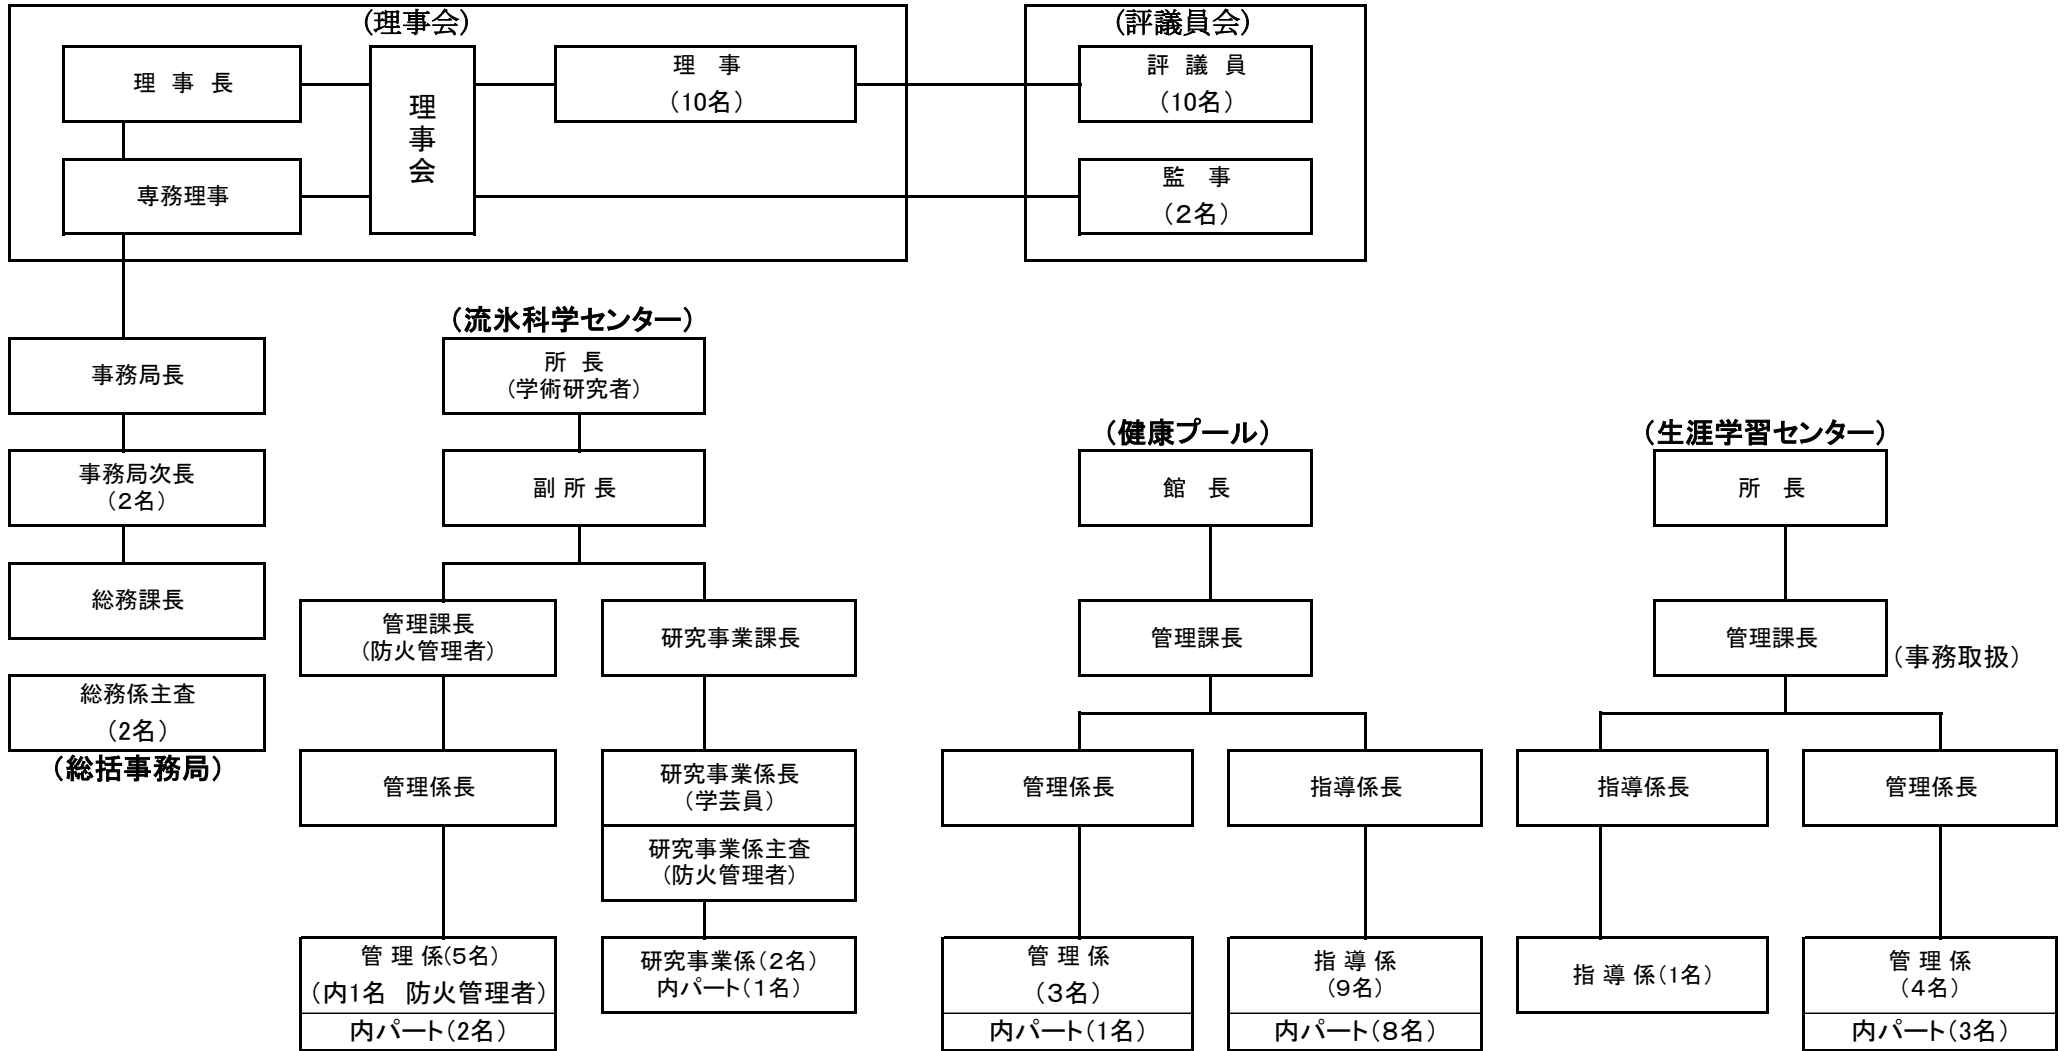 (理事会)
理 事 長
理
事
会
理 事
（10名）
専務理事
(評議員会)
評 議 員
（10名）
監 事
（２名）
事務局長
事務局次長
（２名）
総務課長
総務係主査
（2名）
（総括事務局）
（流氷科学センター）
所 長
（学術研究者）
副 所 長
管理課長
（防火管理者）
研究事業課長
管理係長
研究事業係長
（学芸員）
研究事業係主査
（防火管理者）
管 理 係(5名）
（内1名 防火管理者）
内パート（2名）
研究事業係（２名）
内パート（１名）
（健康プール）
館 長
管理課長
管理係長
指導係長
管 理 係
（３名）
内パート（1名）
指 導 係
（9名）
内パート（８名）
（生涯学習センター）
所 長
管理課長
（事務取扱）
指導係長
管理係長
指 導 係（1名）
管 理 係
（4名）
内パート（3名）